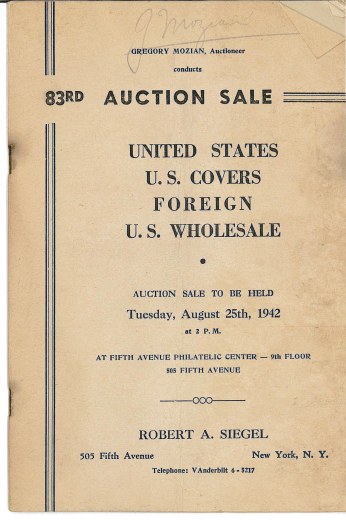 J Mozian
GREGORY MOZIAN, Auctioneer
conducts
83RD AUCTION SALE
UNITED STATES
U. S. COVERS
FOREIGN
U. S. WHOLESALE
•
AUCTION SALE TO BE HELD
Tuesday, August 25th, 1942
at 2 P. M.
AT FIFTH AVENUE PHILATELIC CENTER — 9th FLOOR
505 FIFTH AVENUE
ROBERT A. SIEGEL
505 Fifth Avenue New York, N. Y.
Telephone: VAnderbilt 6 - 3217